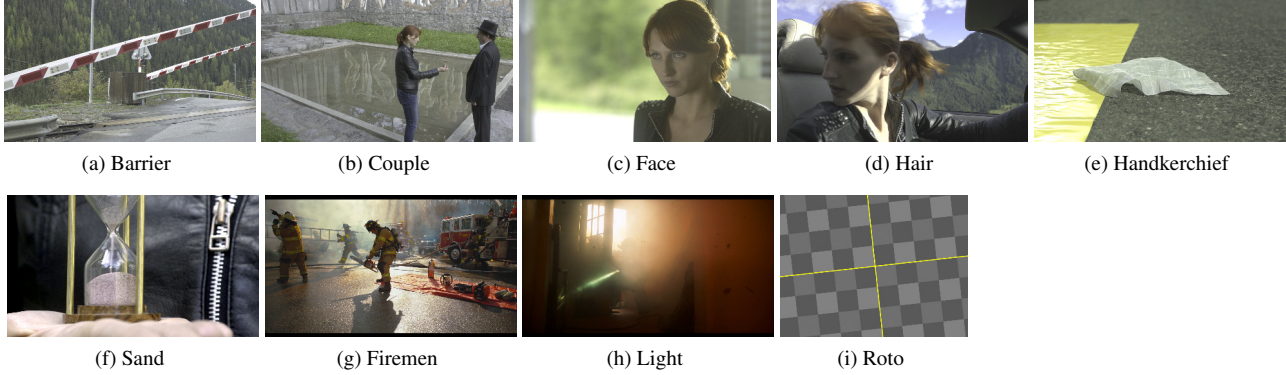 (a) Barrier
(b) Couple
(c) Face
(d) Hair
(e) Handkerchief
(f) Sand
(g) Firemen
(h) Light
(i) Roto